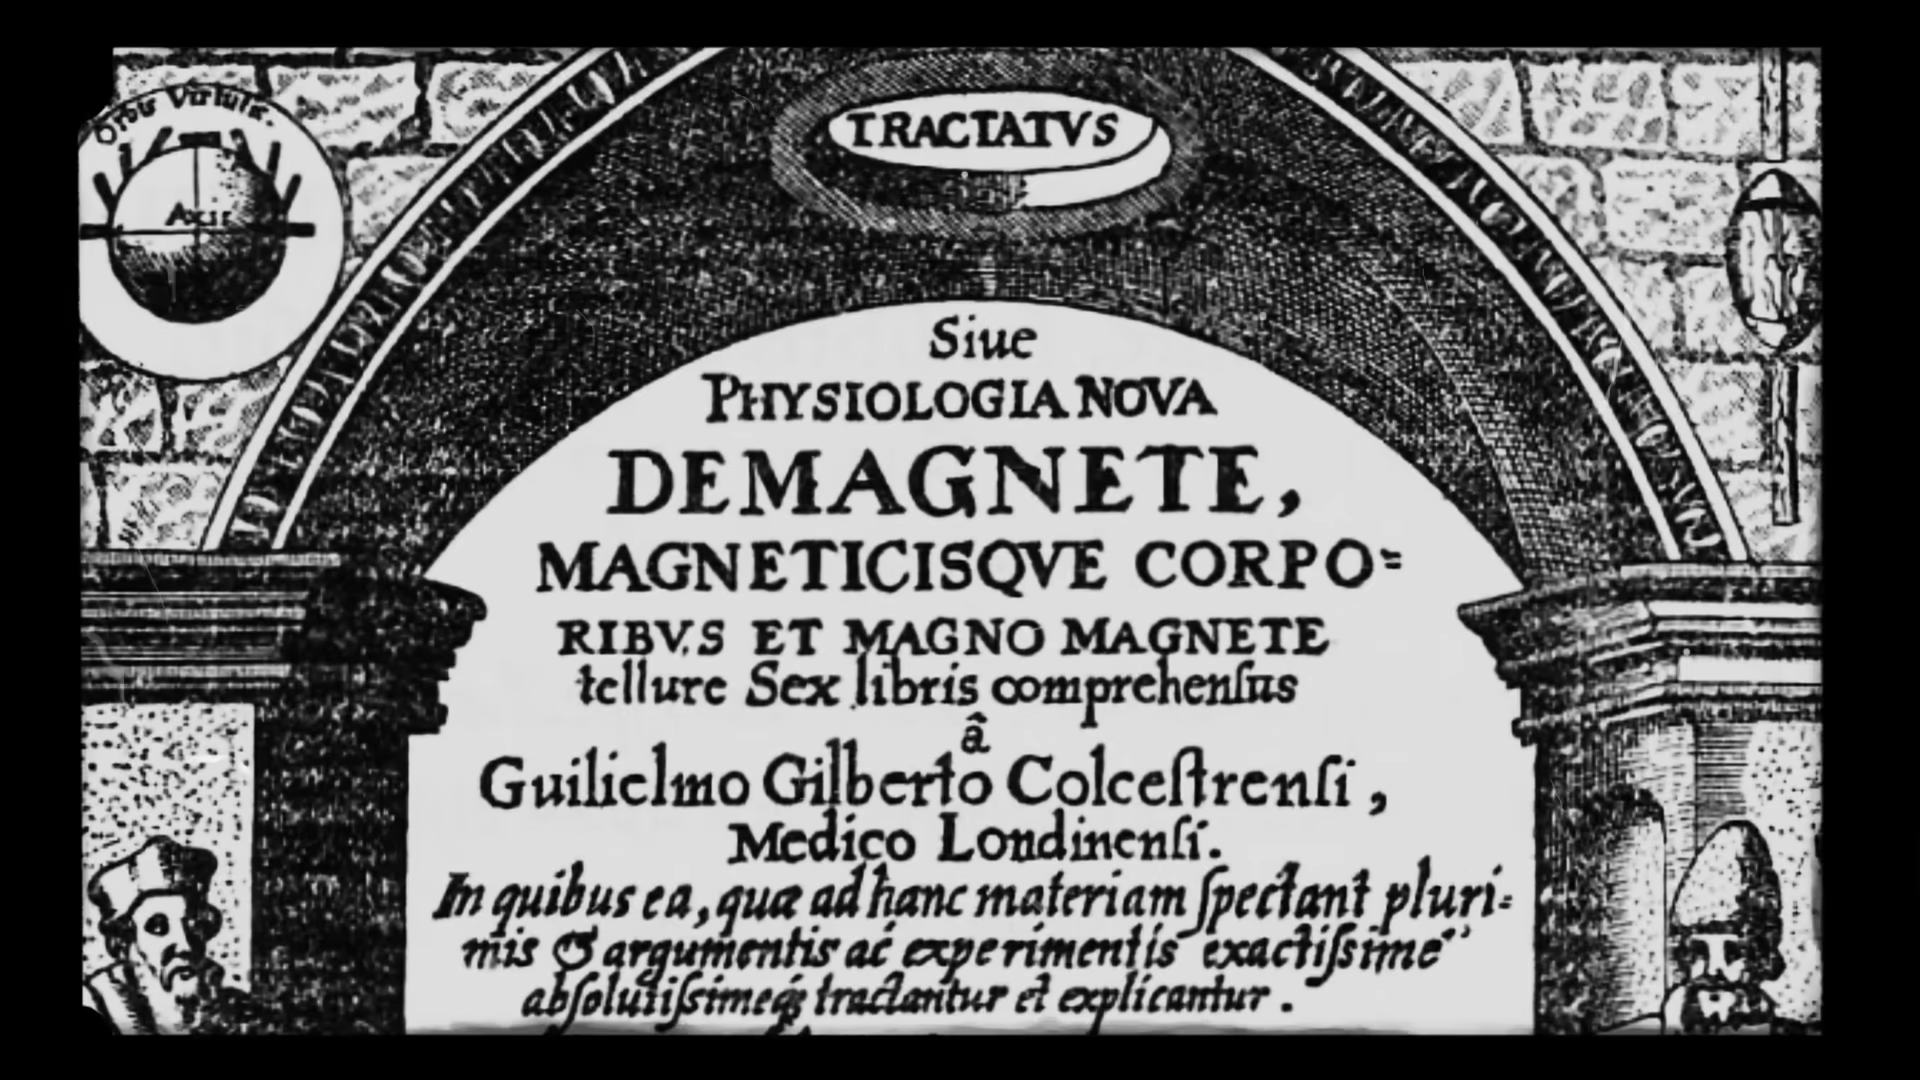 Orbis Virtutis.
Axis
TRACTATVS
Siue
PHYSIOLOGIA NOVA
DE MAGNETE,
MAGNETICISQVE CORPO=
RIBV.S ET MAGNO MAGNETE
tellure Sex libris comprehenſus
â
Guilielmo Gilberto Colceſtrenſi,
Medico Londinenſi.
In quibus ea, quæ ad hanc materiam ſpectant pluri=
mis & argumentis ac experimentis exactiſsime
abſolutiſsimeq; tractantur et explicantur.